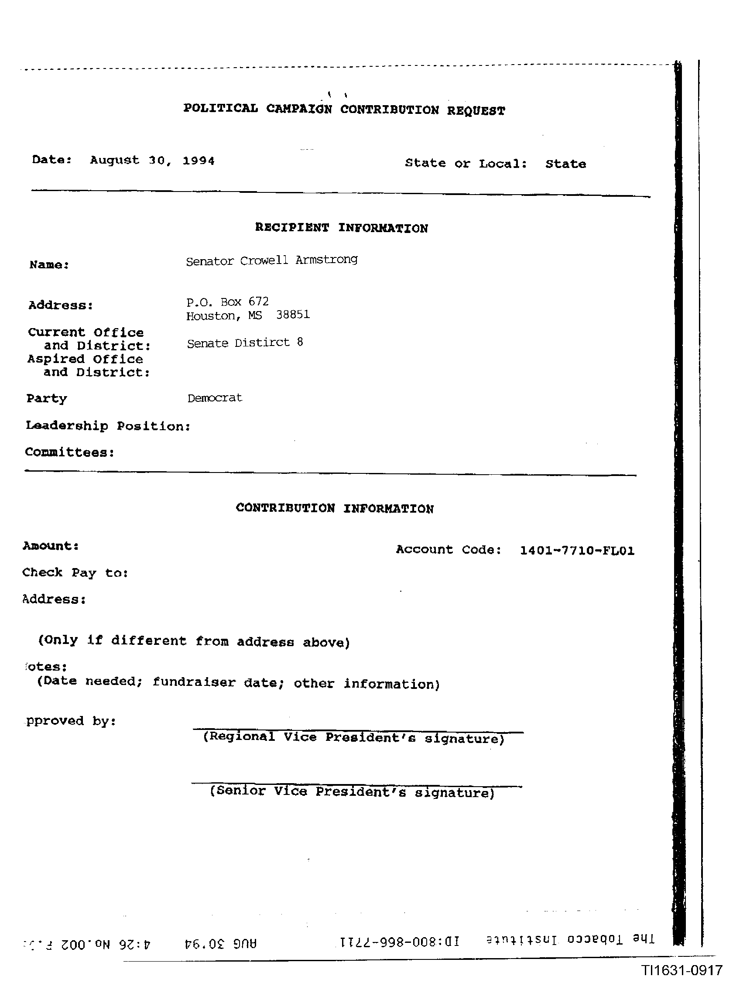 POLITICAL CAMPAIGN CONTRIBUTION REQUEST
Date: August 30, 1994 State or Local: State
RECIPIENT INFORMATION
Name: Senator Crowell Armstrong
Address: P.O. Box 672
Houston, MS 38851
Current Office
and District: Senate Distirct 8
Aspired Office
and District:
Party Democrat
Leadership Position:
Committees:
CONTRIBUTION INFORMATION
Amount: Account Code: 1401-7710-FL01
Check Pay to:
Address:
(Only if different from address above)
otes:
(Date needed; fundraiser date; other information)
pproved by:
(Regional Vice President's signature)
(Senior Vice President's signature)
The Tobacco Institute ID:800-866-7711 AUG 30'94 4:26 No.002
TI1631-0917